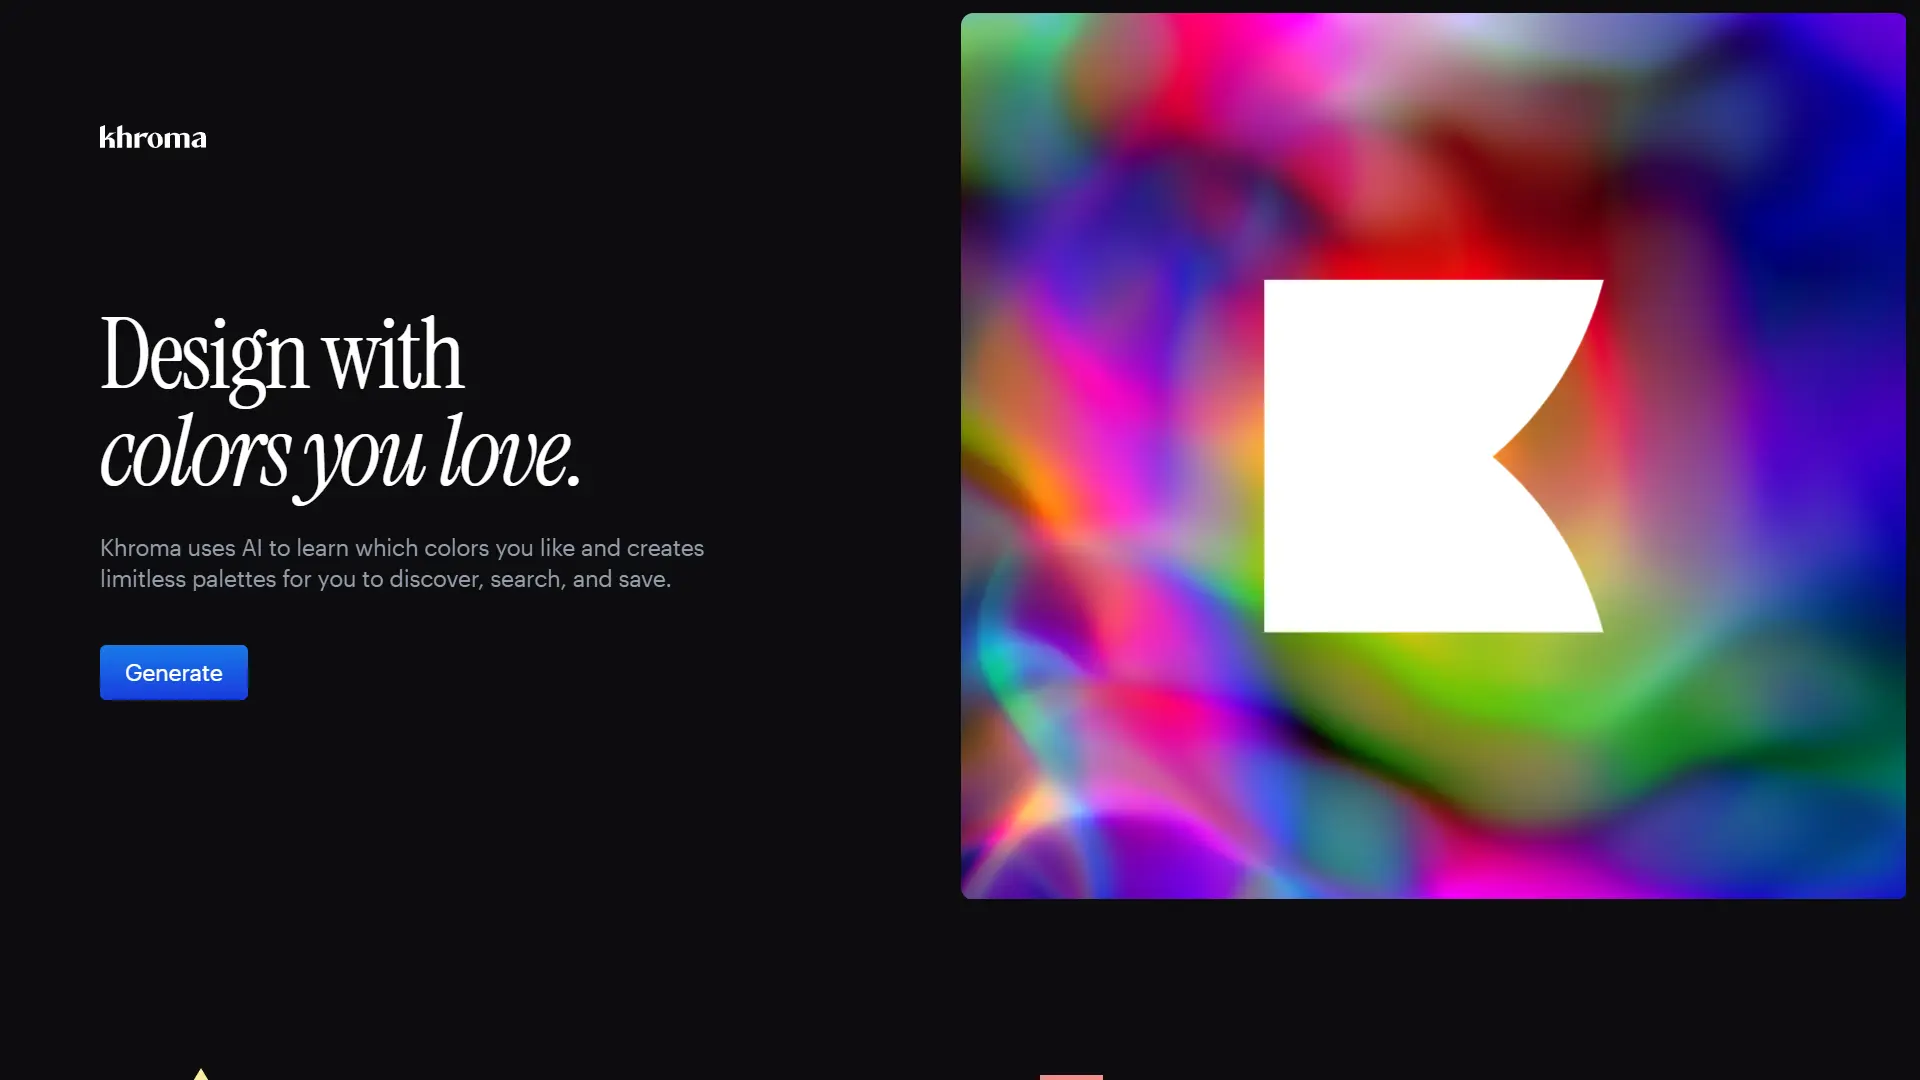 khroma
Design with
colors you love.
Khroma uses AI to learn which colors you like and creates
limitless palettes for you to discover, search, and save.
Generate